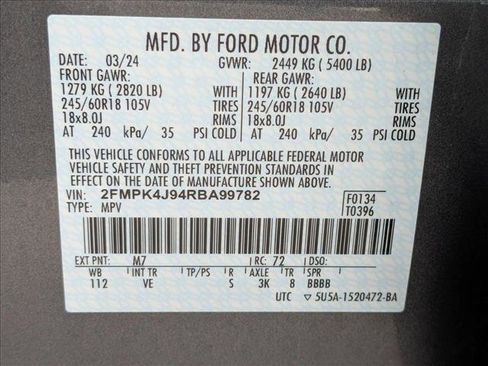 MFD. BY FORD MOTOR CO.
DATE: 03/24 GVWR: 2449 KG ( 5400 LB)
FRONT GAWR: REAR GAWR:
1279 KG ( 2820 LB) 1197 KG ( 2640 LB)
245/60R18 105V TIRES 245/60R18 105V TIRES
18x8.0J RIMS 18x8.0J RIMS
AT 240 kPa/ 35 PSI COLD AT 240 kPa/ 35 PSI COLD
THIS VEHICLE CONFORMS TO ALL APPLICABLE FEDERAL MOTOR
VEHICLE SAFETY AND THEFT PREVENTION STANDARDS IN
EFFECT ON THE DATE OF MANUFACTURE SHOWN ABOVE.
VIN: 2FMPK4J94RBA99782 F0134
TYPE: MPV T0396
EXT PNT: M7 RC: 72 DSO:
WB INT TR TP/PS R AXLE TR SPR
112 VE S 3K 8 BBBB
UTC ▽ 5U5A-1520472-BA